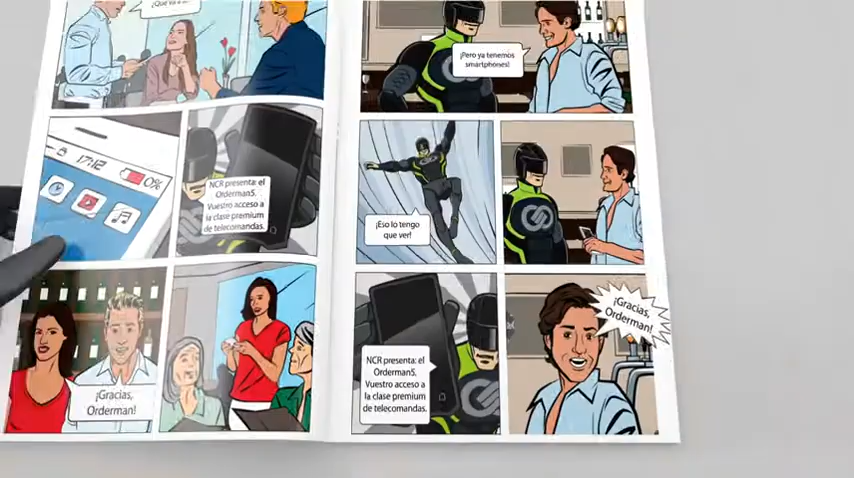 17:12
0%
NCR presenta: el
Orderman5.
Vuestro acceso a
la clase premium
de telecomandas.
¡Gracias,
Orderman!
¡Pero ya tenemos
smartphones!
¡Eso lo tengo
que ver!
NCR presenta: el
Orderman5.
Vuestro acceso a
la clase premium
de telecomandas.
¡Gracias,
Orderman!